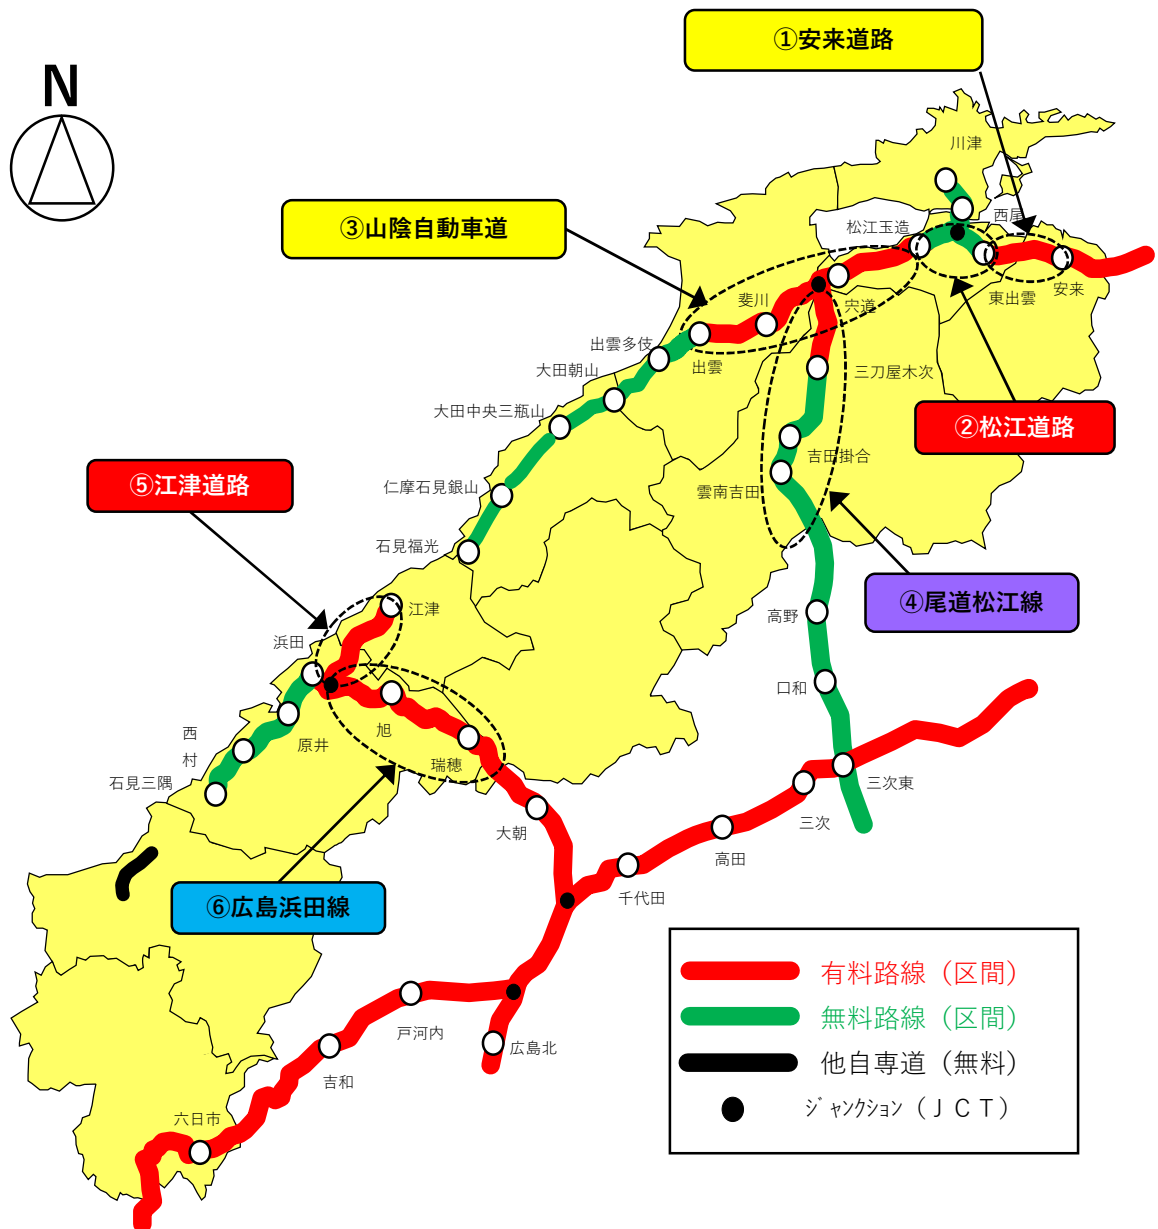 ①安来道路
N
川津
③山陰自動車道
松江玉造
西尾
斐川
宍道
東出雲
安来
出雲多伎
出雲
大田朝山
三刀屋木次
大田中央三瓶山
②松江道路
吉田掛合
⑤江津道路
仁摩石見銀山
雲南吉田
石見福光
④尾道松江線
江津
高野
浜田
口和
旭
西
村
原井
瑞穂
石見三隅
三次東
大朝
三次
高田
千代田
⑥広島浜田線
有料路線（区間）
無料路線（区間）
他自専道（無料）
ｼﾞｬﾝｸｼｮﾝ（ＪＣＴ）
戸河内
広島北
吉和
六日市